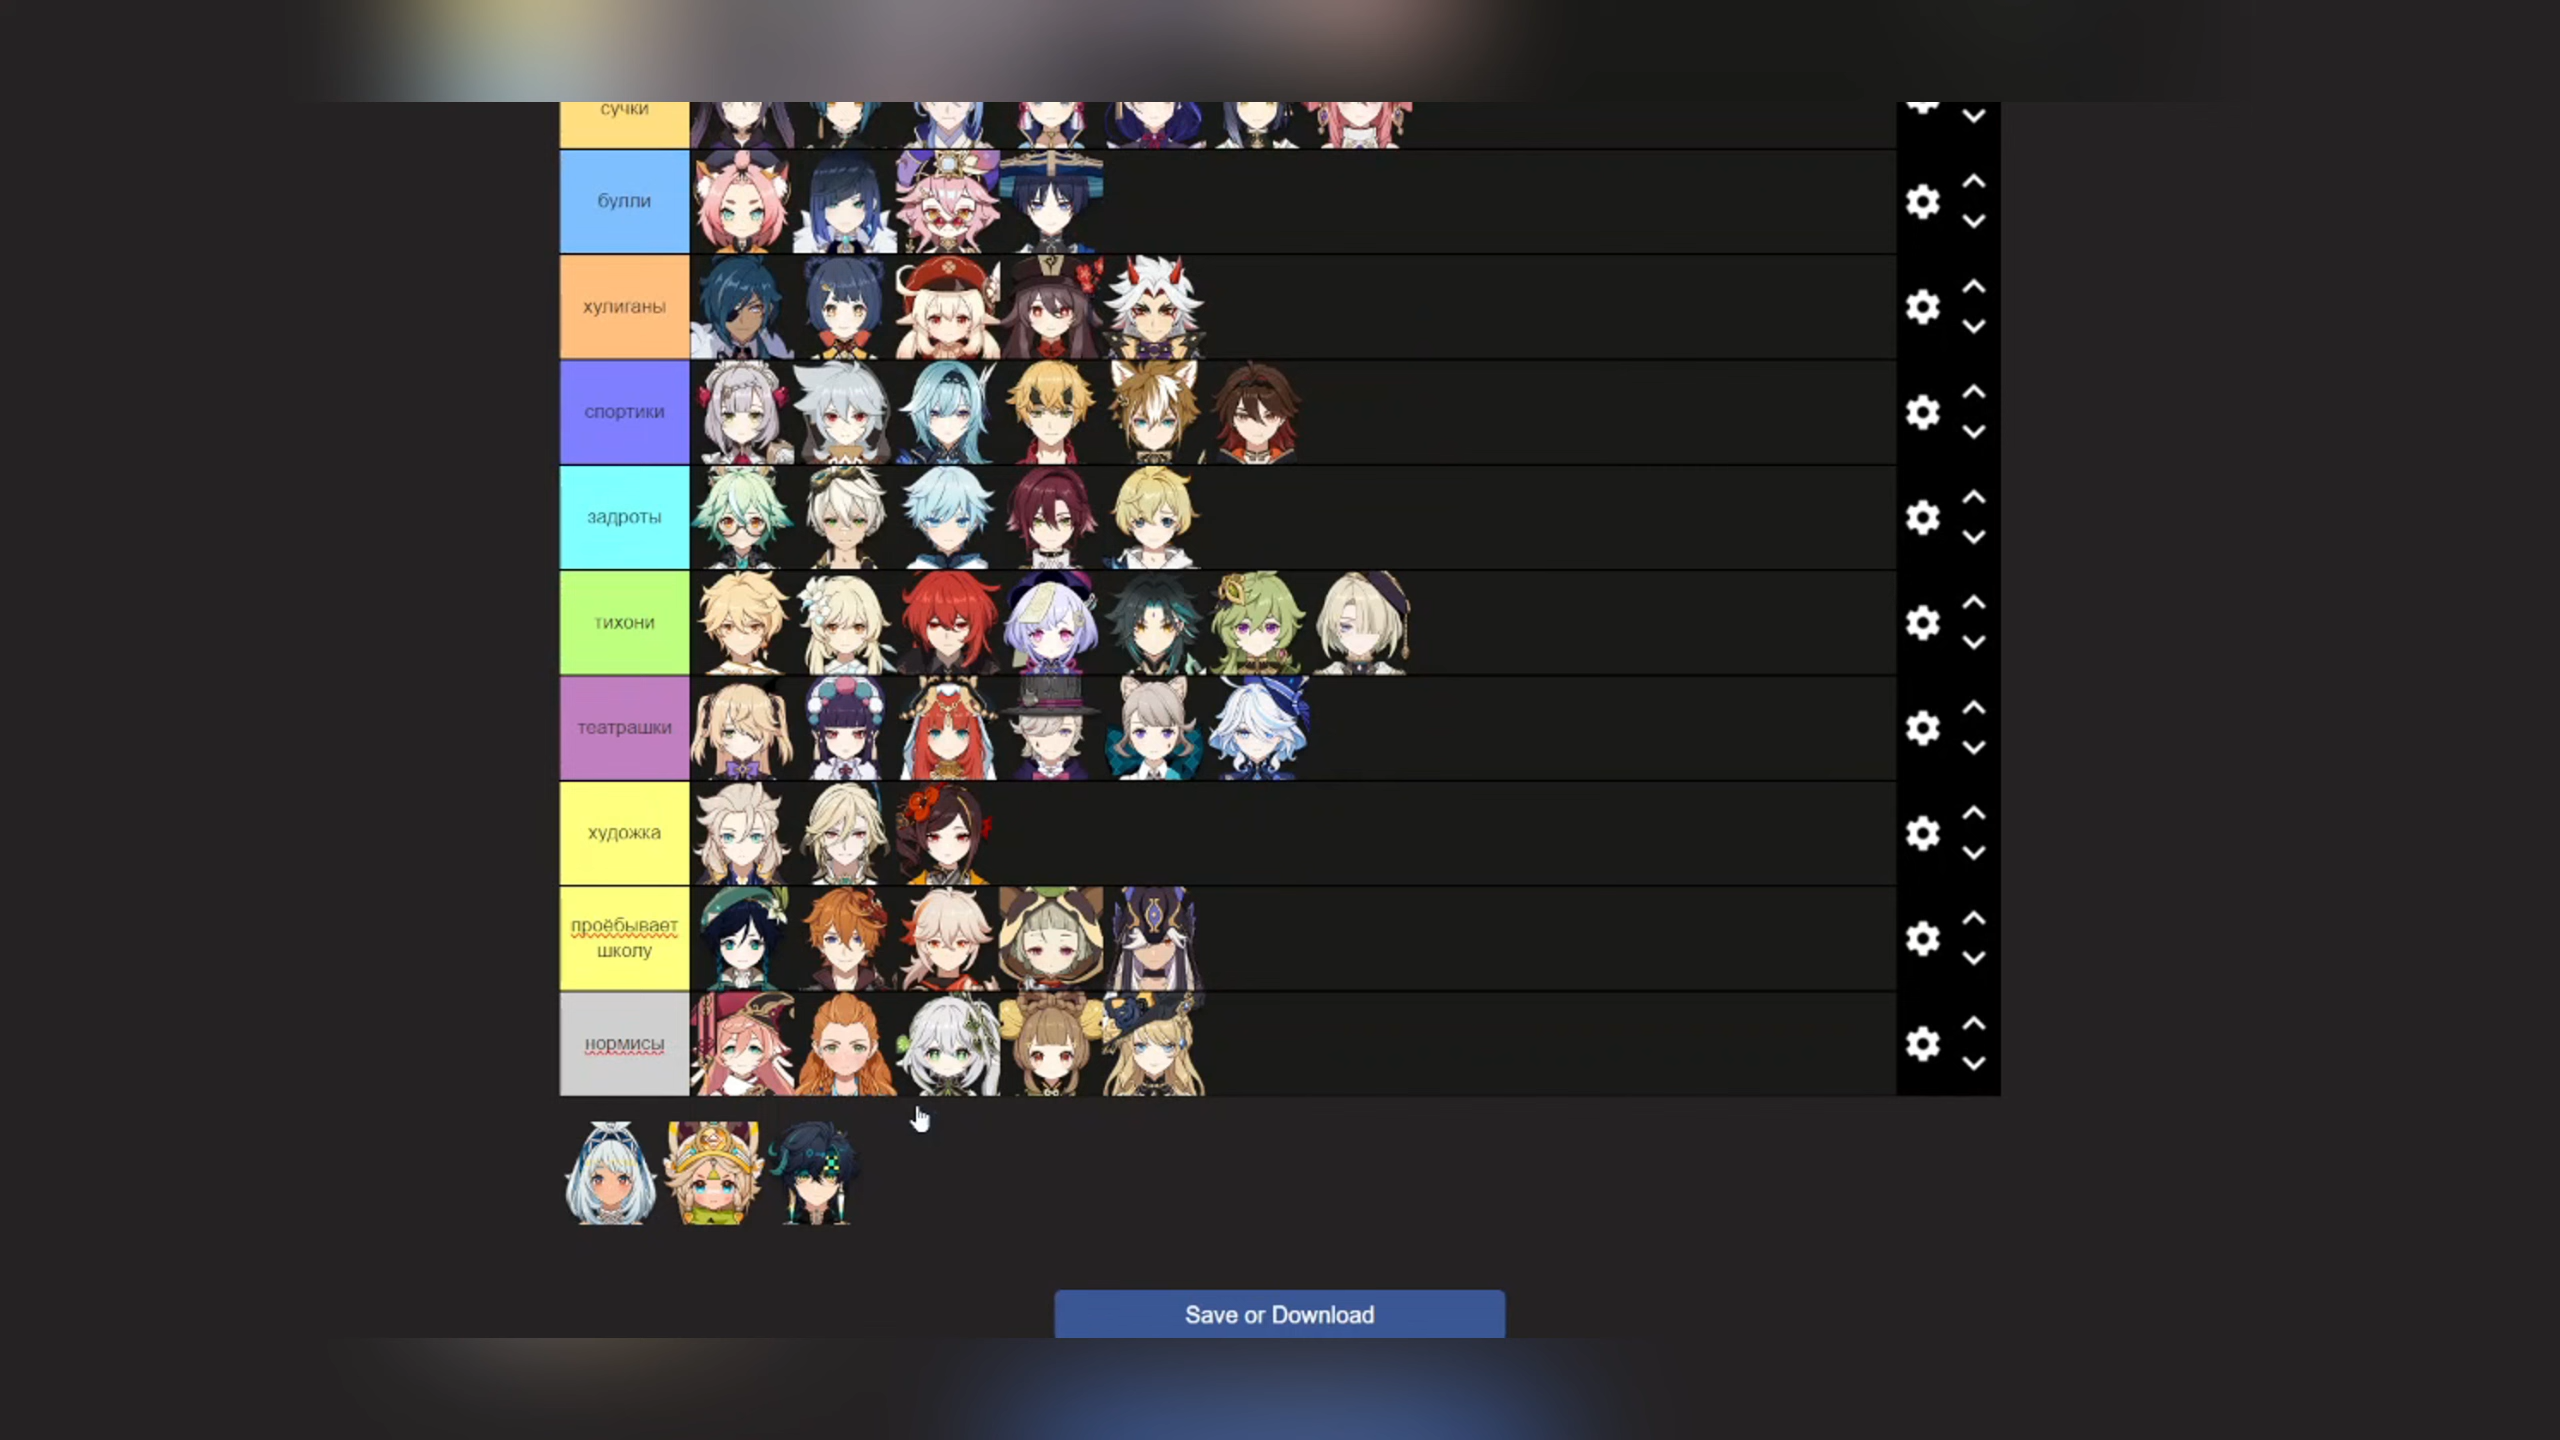 сучки
булли
хулиганы
спортики
задроты
тихони
театрашки
художка
проёбывает
школу
нормисы
Save or Download